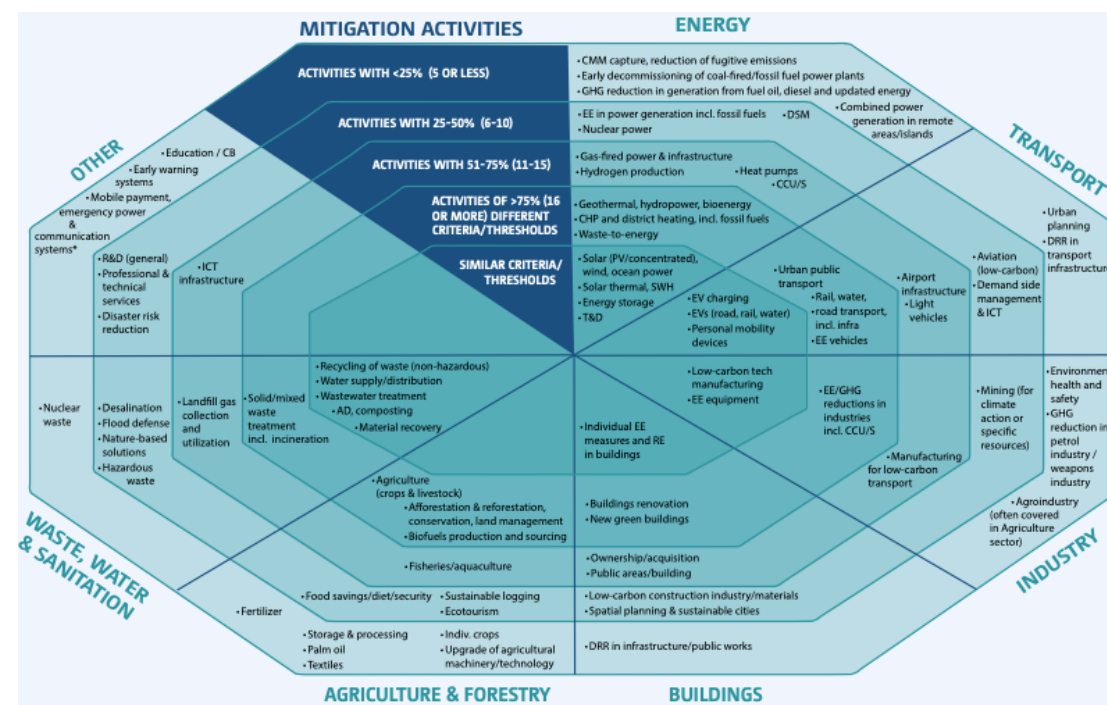 MITIGATION ACTIVITIES
ENERGY
ACTIVITIES WITH <25% (5 OR LESS)
•CMM capture, reduction of fugitive emissions
•Early decommissioning of coal-fired/fossil fuel power plants
•GHG reduction in generation from fuel oil, diesel and updated energy
•Combined power
generation in remote
areas/islands
ACTIVITIES WITH 25-50% (6-10)
•EE in power generation incl. fossil fuels
•Nuclear power
•DSM
ACTIVITIES WITH 51-75% (11-15)
•Gas-fired power & infrastructure
•Hydrogen production
•Heat pumps
•CCU/S
ACTIVITIES OF >75% (16
OR MORE) DIFFERENT
CRITERIA/THRESHOLDS
•Geothermal, hydropower, bioenergy
•CHP and district heating, incl. fossil fuels
•Waste-to-energy
SIMILAR CRITERIA/
THRESHOLDS
•Solar (PV/concentrated),
wind, ocean power
•Solar thermal, SWH
•Energy storage
•T&D
TRANSPORT
•EV charging
•EVs (road, rail, water)
•Personal mobility
devices
•Urban public
transport
•Rail, water,
•road transport,
incl. infra
•EE vehicles
•Airport
infrastructure
•Light
vehicles
•Aviation
(low-carbon)
•Demand side
management
& ICT
•Urban
planning
•DRR in
transport
infrastructure
OTHER
•Education / CB
•Early warning
systems
•Mobile payment,
emergency power
&
communication
systems*
•R&D (general)
•Professional &
technical
services
•Disaster risk
reduction
•ICT
infrastructure
•Nuclear
waste
•Desalination
•Flood defense
•Nature-based
solutions
•Hazardous
waste
•Landfill gas
collection
and
utilization
•Solid/mixed
waste
treatment
incl. incineration
•Recycling of waste (non-hazardous)
•Water supply/distribution
•Wastewater treatment
•AD, composting
•Material recovery
WASTE, WATER
& SANITATION
•Low-carbon tech
manufacturing
•EE equipment
•EE/GHG
reductions in
industries
incl. CCU/S
•Manufacturing
for low-carbon
transport
•Mining (for
climate
action or
specific
resources)
•Environmen
health and
safety
•GHG
reduction in
petrol
industry /
weapons
industry
•Agroindustry
(often covered
in Agriculture
sector)
INDUSTRY
•Individual EE
measures and RE
in buildings
•Buildings renovation
•New green buildings
•Ownership/acquisition
•Public areas/building
•Low-carbon construction industry/materials
•Spatial planning & sustainable cities
•DRR in infrastructure/public works
BUILDINGS
•Agriculture
(crops & livestock)
•Afforestation & reforestation,
conservation, land management
•Biofuels production and sourcing
•Fisheries/aquaculture
•Food savings/diet/security
•Sustainable logging
•Fertilizer
•Ecotourism
•Storage & processing
•Palm oil
•Textiles
•Indiv. crops
•Upgrade of agricultural
machinery/technology
AGRICULTURE & FORESTRY